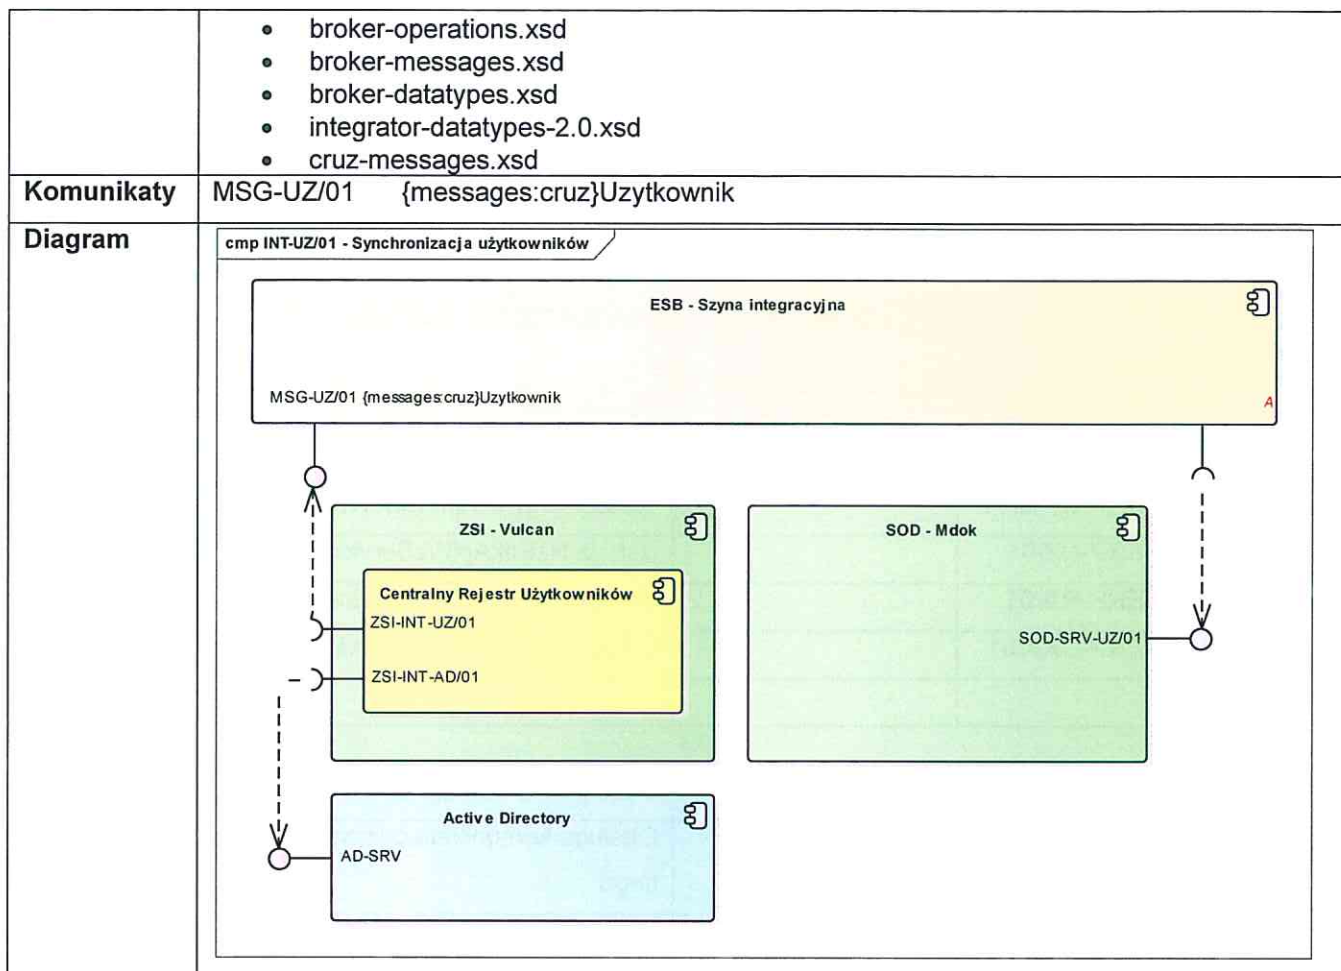 • broker-operations.xsd
• broker-messages.xsd
• broker-datatypes.xsd
• integrator-datatypes-2.0.xsd
• cruz-messages.xsd
Komunikaty MSG-UZ/01 {messages:cruz}Uzytkownik
Diagram
cmp INT-UZ/01 - Synchronizacja użytkowników
ESB - Szyna integracyjna
MSG-UZ/01 {messages:cruz}Uzytkownik
A
ZSI - Vulcan
SOD - Mdok
Centralny Rejestr Użytkowników
ZSI-INT-UZ/01
SOD-SRV-UZ/01
ZSI-INT-AD/01
Active Directory
AD-SRV